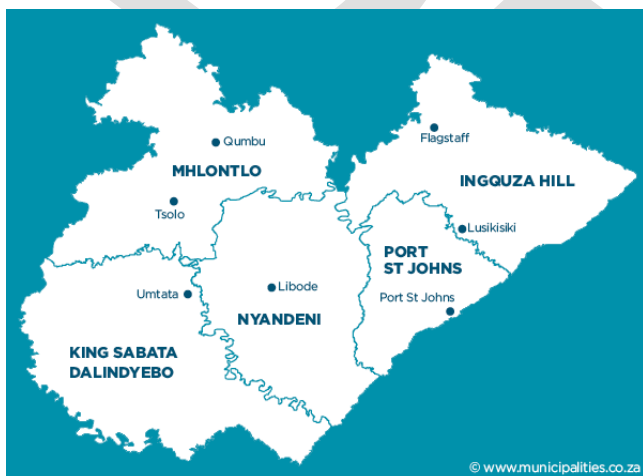 Qumbu
MHLONTLO
Tsolo
Flagstaff
INGQUZA HILL
Lusikisiki
PORT
ST JOHNS
Port St Johns
Libode
NYANDENI
Umtata
KING SABATA
DALINDYEBO
© www.municipalities.co.za